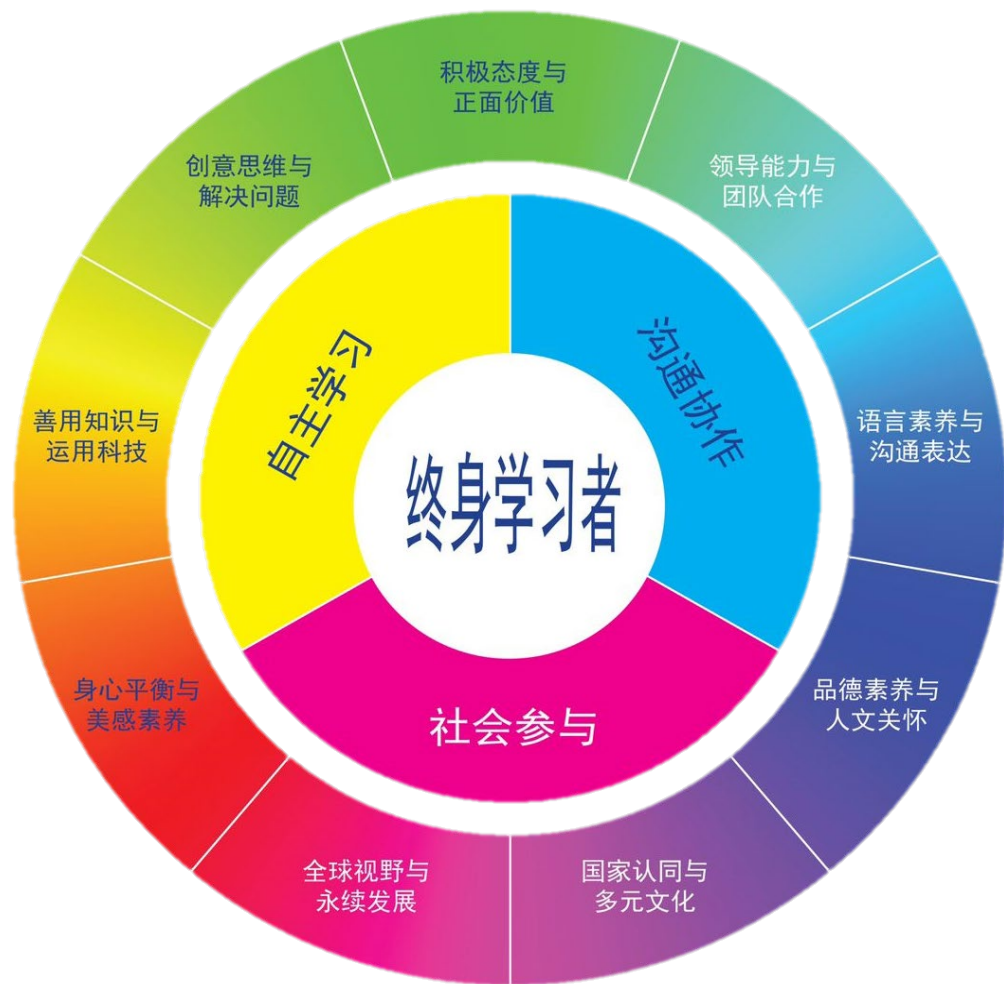 积极态度与
正面价值
领导能力与
团队合作
语言素养与
沟通表达
品德素养与
人文关怀
国家认同与
多元文化
全球视野与
永续发展
身心平衡与
美感素养
善用知识与
运用科技
创意思维与
解决问题
自主学习
沟通协作
社会参与
终身学习者